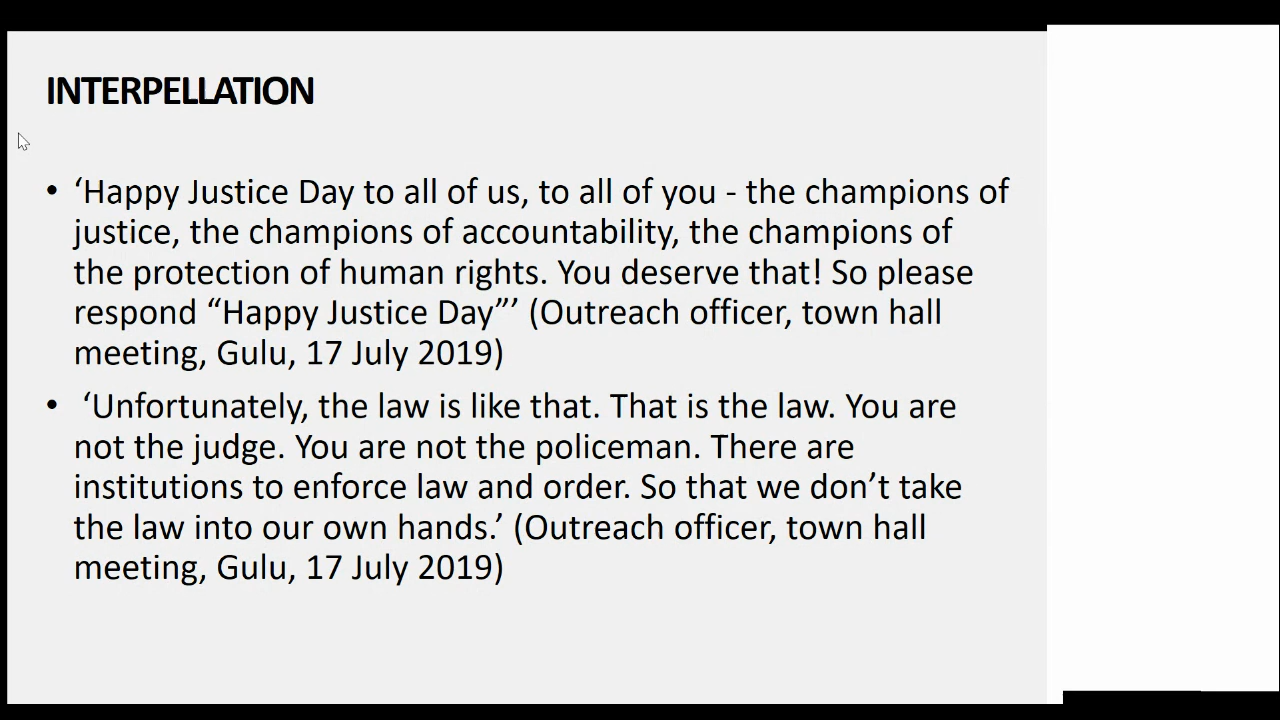 INTERPELLATION
• ‘Happy Justice Day to all of us, to all of you - the champions of
justice, the champions of accountability, the champions of
the protection of human rights. You deserve that! So please
respond “Happy Justice Day”’ (Outreach officer, town hall
meeting, Gulu, 17 July 2019)
• ‘Unfortunately, the law is like that. That is the law. You are
not the judge. You are not the policeman. There are
institutions to enforce law and order. So that we don’t take
the law into our own hands.’ (Outreach officer, town hall
meeting, Gulu, 17 July 2019)